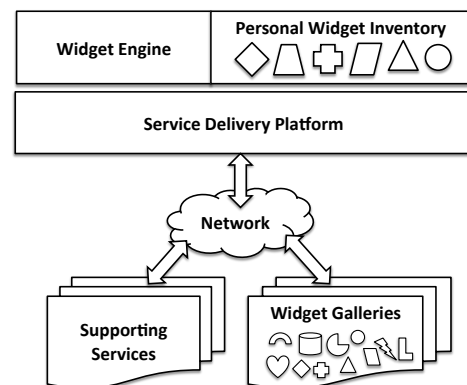 Widget Engine
Personal Widget Inventory
Service Delivery Platform
Network
Supporting
Services
Widget Galleries